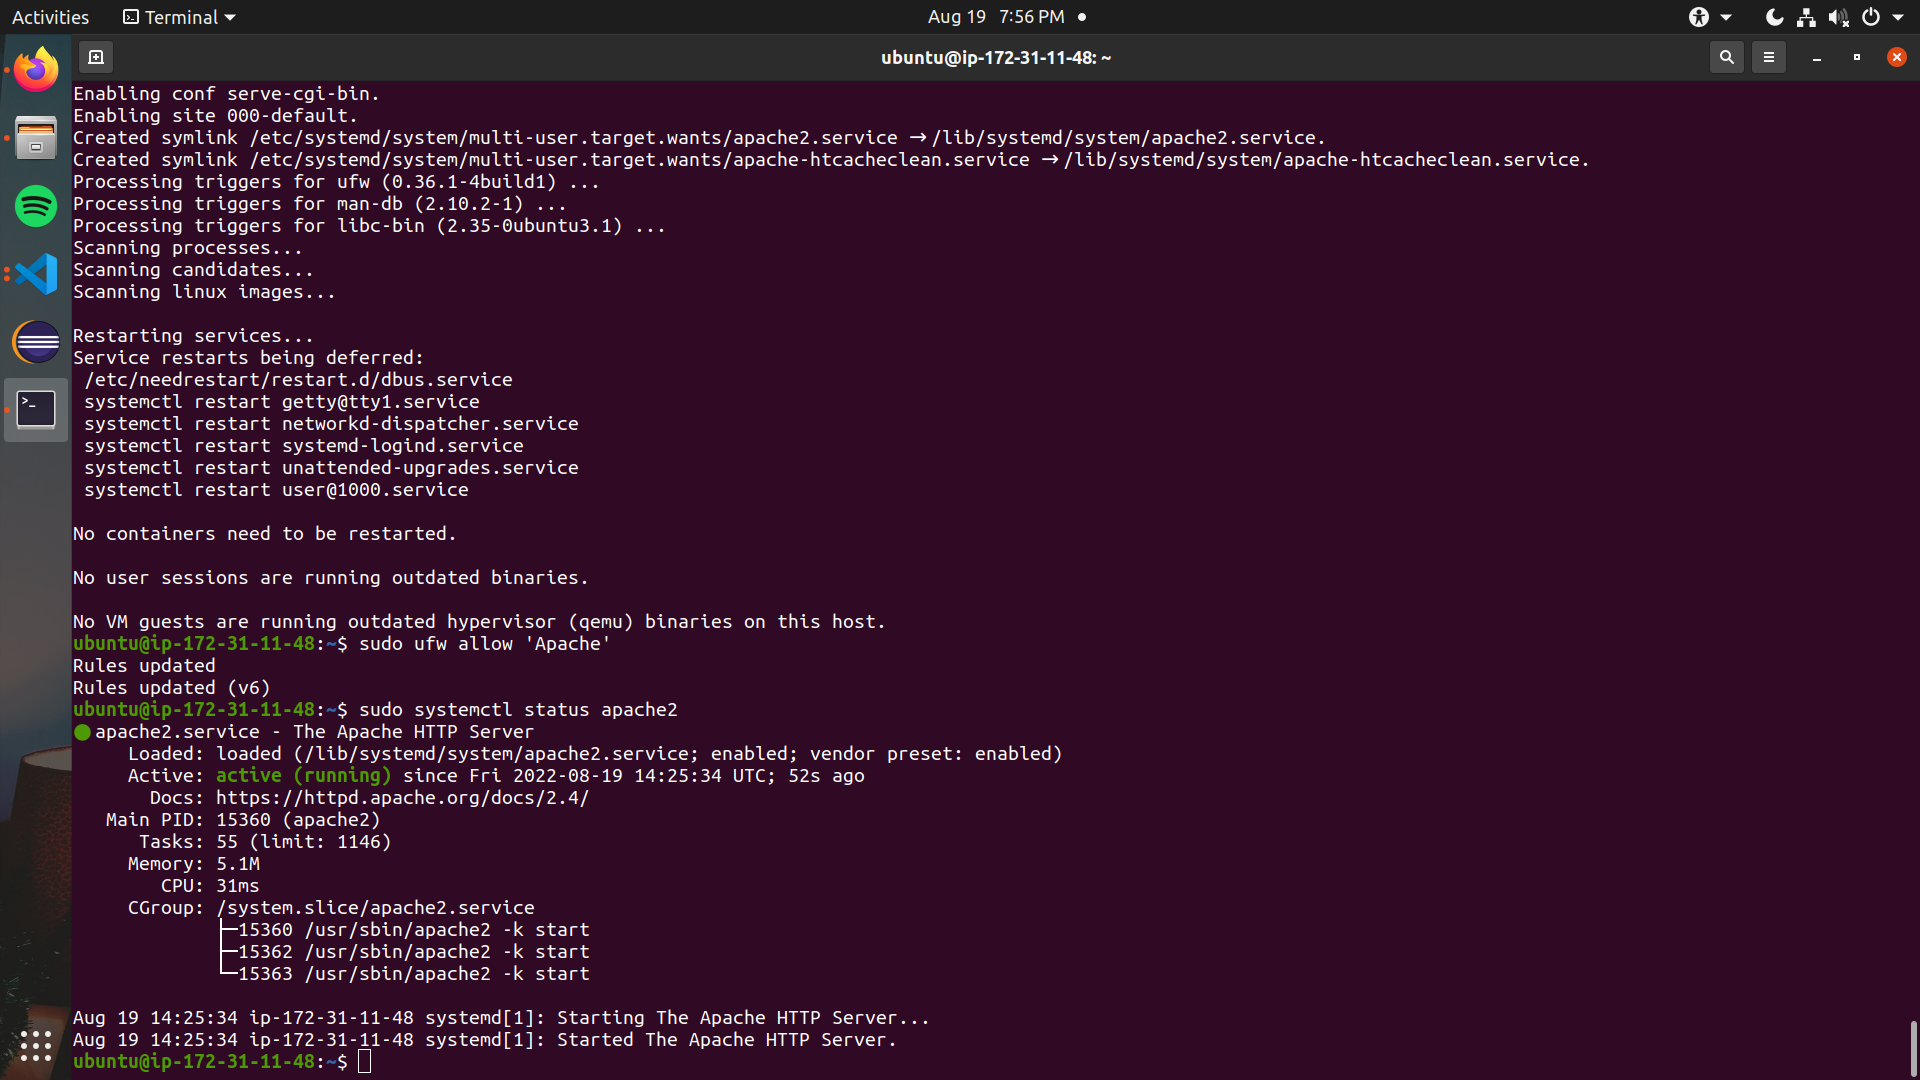 Activities Terminal Aug 19 7:56 PM
ubuntu@ip-172-31-11-48: ~
Enabling conf serve-cgi-bin.
Enabling site 000-default.
Created symlink /etc/systemd/system/multi-user.target.wants/apache2.service → /lib/systemd/system/apache2.service.
Created symlink /etc/systemd/system/multi-user.target.wants/apache-htcacheclean.service → /lib/systemd/system/apache-htcacheclean.service.
Processing triggers for ufw (0.36.1-4build1) ...
Processing triggers for man-db (2.10.2-1) ...
Processing triggers for libc-bin (2.35-0ubuntu3.1) ...
Scanning processes...
Scanning candidates...
Scanning linux images...
Restarting services...
Service restarts being deferred:
/etc/needrestart/restart.d/dbus.service
systemctl restart getty@tty1.service
systemctl restart networkd-dispatcher.service
systemctl restart systemd-logind.service
systemctl restart unattended-upgrades.service
systemctl restart user@1000.service
No containers need to be restarted.
No user sessions are running outdated binaries.
No VM guests are running outdated hypervisor (qemu) binaries on this host.
ubuntu@ip-172-31-11-48:~$ sudo ufw allow 'Apache'
Rules updated
Rules updated (v6)
ubuntu@ip-172-31-11-48:~$ sudo systemctl status apache2
● apache2.service - The Apache HTTP Server
Loaded: loaded (/lib/systemd/system/apache2.service; enabled; vendor preset: enabled)
Active: active (running) since Fri 2022-08-19 14:25:34 UTC; 52s ago
Docs: https://httpd.apache.org/docs/2.4/
Main PID: 15360 (apache2)
Tasks: 55 (limit: 1146)
Memory: 5.1M
CPU: 31ms
CGroup: /system.slice/apache2.service
├─15360 /usr/sbin/apache2 -k start
├─15362 /usr/sbin/apache2 -k start
└─15363 /usr/sbin/apache2 -k start
Aug 19 14:25:34 ip-172-31-11-48 systemd[1]: Starting The Apache HTTP Server...
Aug 19 14:25:34 ip-172-31-11-48 systemd[1]: Started The Apache HTTP Server.
ubuntu@ip-172-31-11-48:~$